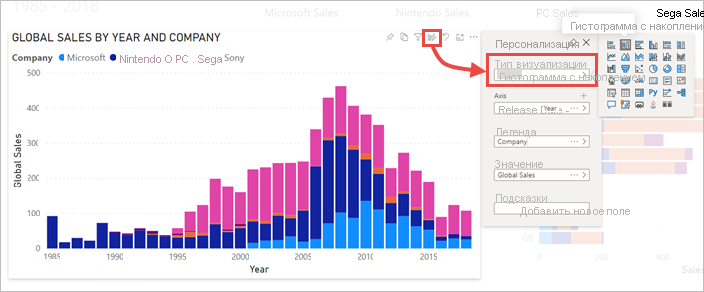 1985 - 2018
Microsoft Sales
Nintendo Sales
PC Sales
Sega Sales
Гистограмма с накоплени
GLOBAL SALES BY YEAR AND COMPANY
Company Microsoft Nintendo O PC . Sega Sony
Global Sales
500
400
300
200
100
0
1985
1990
1995
2000
2005
2010
2015
Year
Персонализация
Тип визуализации
Гистограмма с накоплением
Axis
Release Date -
Year
Легенда
Company
Значение
Global Sales
Подсказки
Добавить новое поле
G8